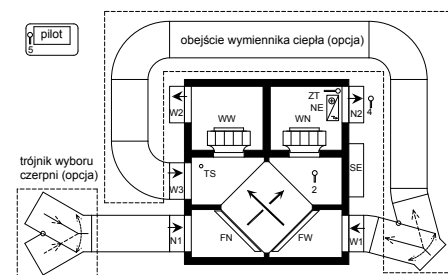 pilot
5
obejście wymiennika ciepła (opcja)
ZT
NE
W2
N2
4
WW
WN
trójnik wyboru
czerpni (opcja)
W3
TS
2
SE
N1
FN
FW
W1